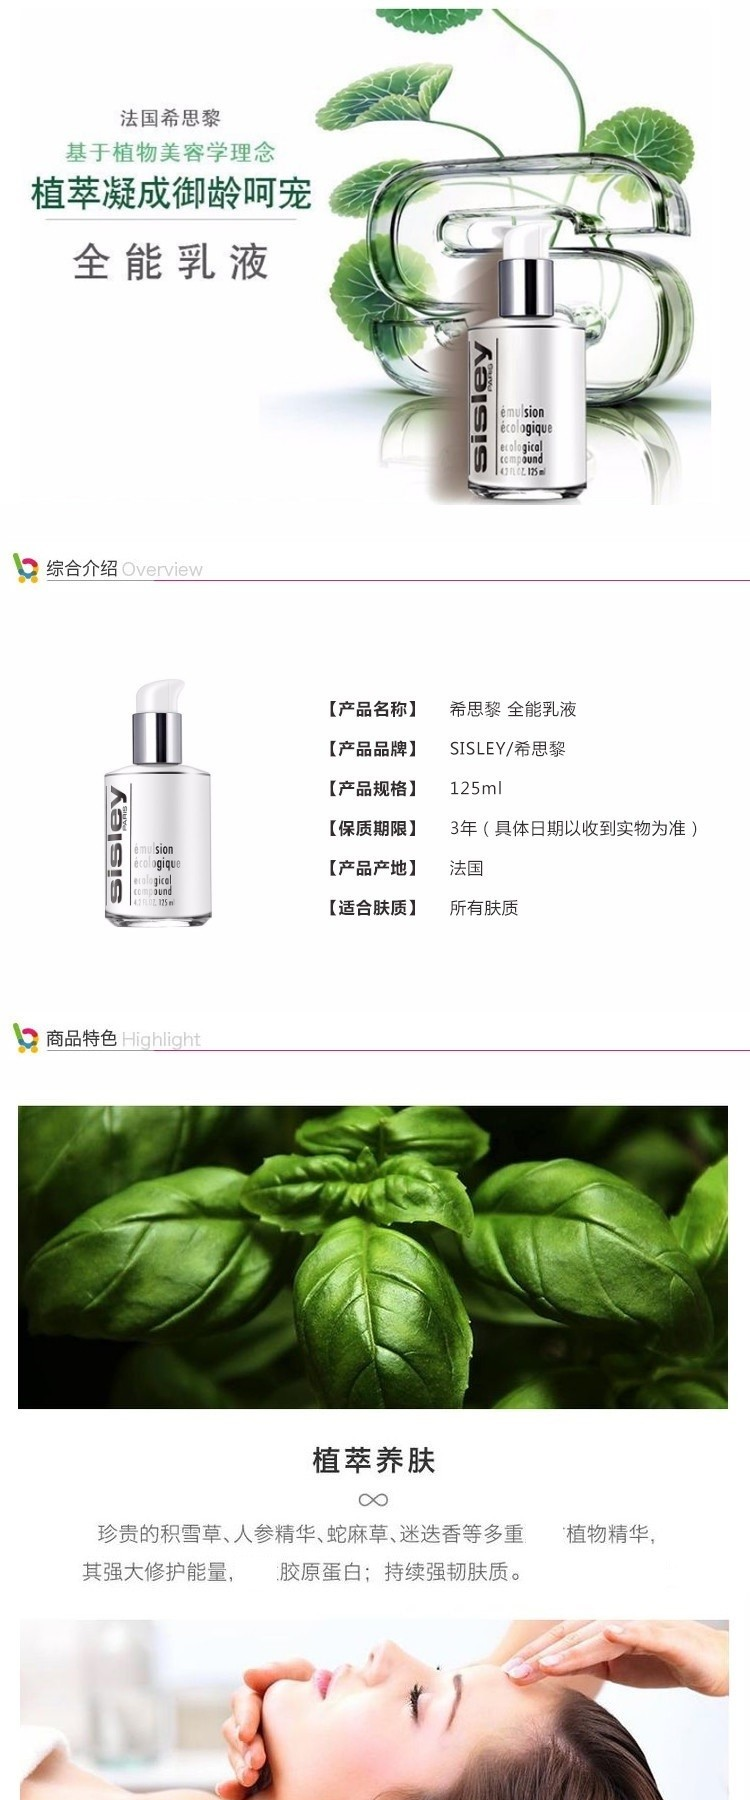 法国希思黎
基于植物美容学理念
植萃凝成御龄呵宠
全能乳液
sisley
PARIS
émulsion
écologique
ecological
compound
4.2 FL.OZ. 125 ml
综合介绍 Overview
sisley
PARIS
émulsion
écologique
ecological
compound
4.2 FL.OZ. 125 ml
【产品名称】 希思黎 全能乳液
【产品品牌】 SISLEY/希思黎
【产品规格】 125ml
【保质期限】 3年（具体日期以收到实物为准）
【产品产地】 法国
【适合肤质】 所有肤质
商品特色 Highlight
植萃养肤
珍贵的积雪草、人参精华、蛇麻草、迷迭香等多重 植物精华,
其强大修护能量, 胶原蛋白；持续强韧肤质。